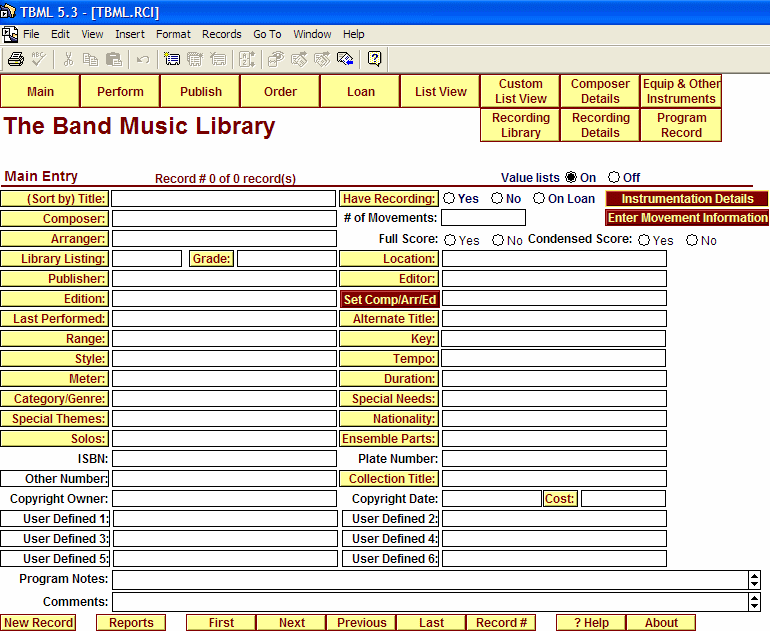 TBML 5.3 - [TBML.RCI]
File Edit View Insert Format Records Go To Window Help
Main Perform Publish Order Loan List View Custom List View Composer Details Equip & Other Instruments
Recording Library Recording Details Program Record
The Band Music Library
Main Entry Record # 0 of 0 record(s) Value lists On Off
(Sort by) Title: Have Recording: Yes No On Loan Instrumentation Details
Composer: # of Movements: Enter Movement Information
Arranger: Full Score: Yes No Condensed Score: Yes No
Library Listing: Grade: Location:
Publisher: Editor:
Edition: Set Comp/Arr/Ed
Last Performed: Alternate Title:
Range: Key:
Style: Tempo:
Meter: Duration:
Category/Genre: Special Needs:
Special Themes: Nationality:
Solos: Ensemble Parts:
ISBN: Plate Number:
Other Number: Collection Title:
Copyright Owner: Copyright Date: Cost:
User Defined 1: User Defined 2:
User Defined 3: User Defined 4:
User Defined 5: User Defined 6:
Program Notes:
Comments:
New Record Reports First Next Previous Last Record # ? Help About